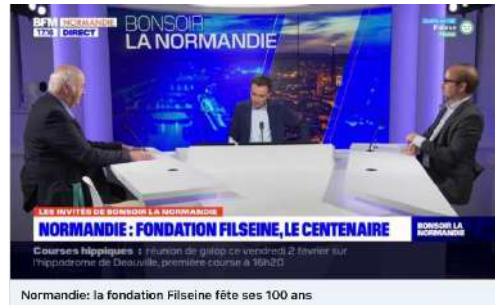 BFM NORMANDIE
17:16 DIRECT
BONSOIR
LA NORMANDIE
LES INVITÉS DE BONSOIR LA NORMANDIE
NORMANDIE : FONDATION FILSEINE, LE CENTENAIRE
BONSOIR LA
NORMANDIE
Courses hippiques : réunion de galop ce vendredi 2 février sur
l'hippodrome de Deauville, première course à 16h20
Normandie: la fondation Filseine fête ses 100 ans